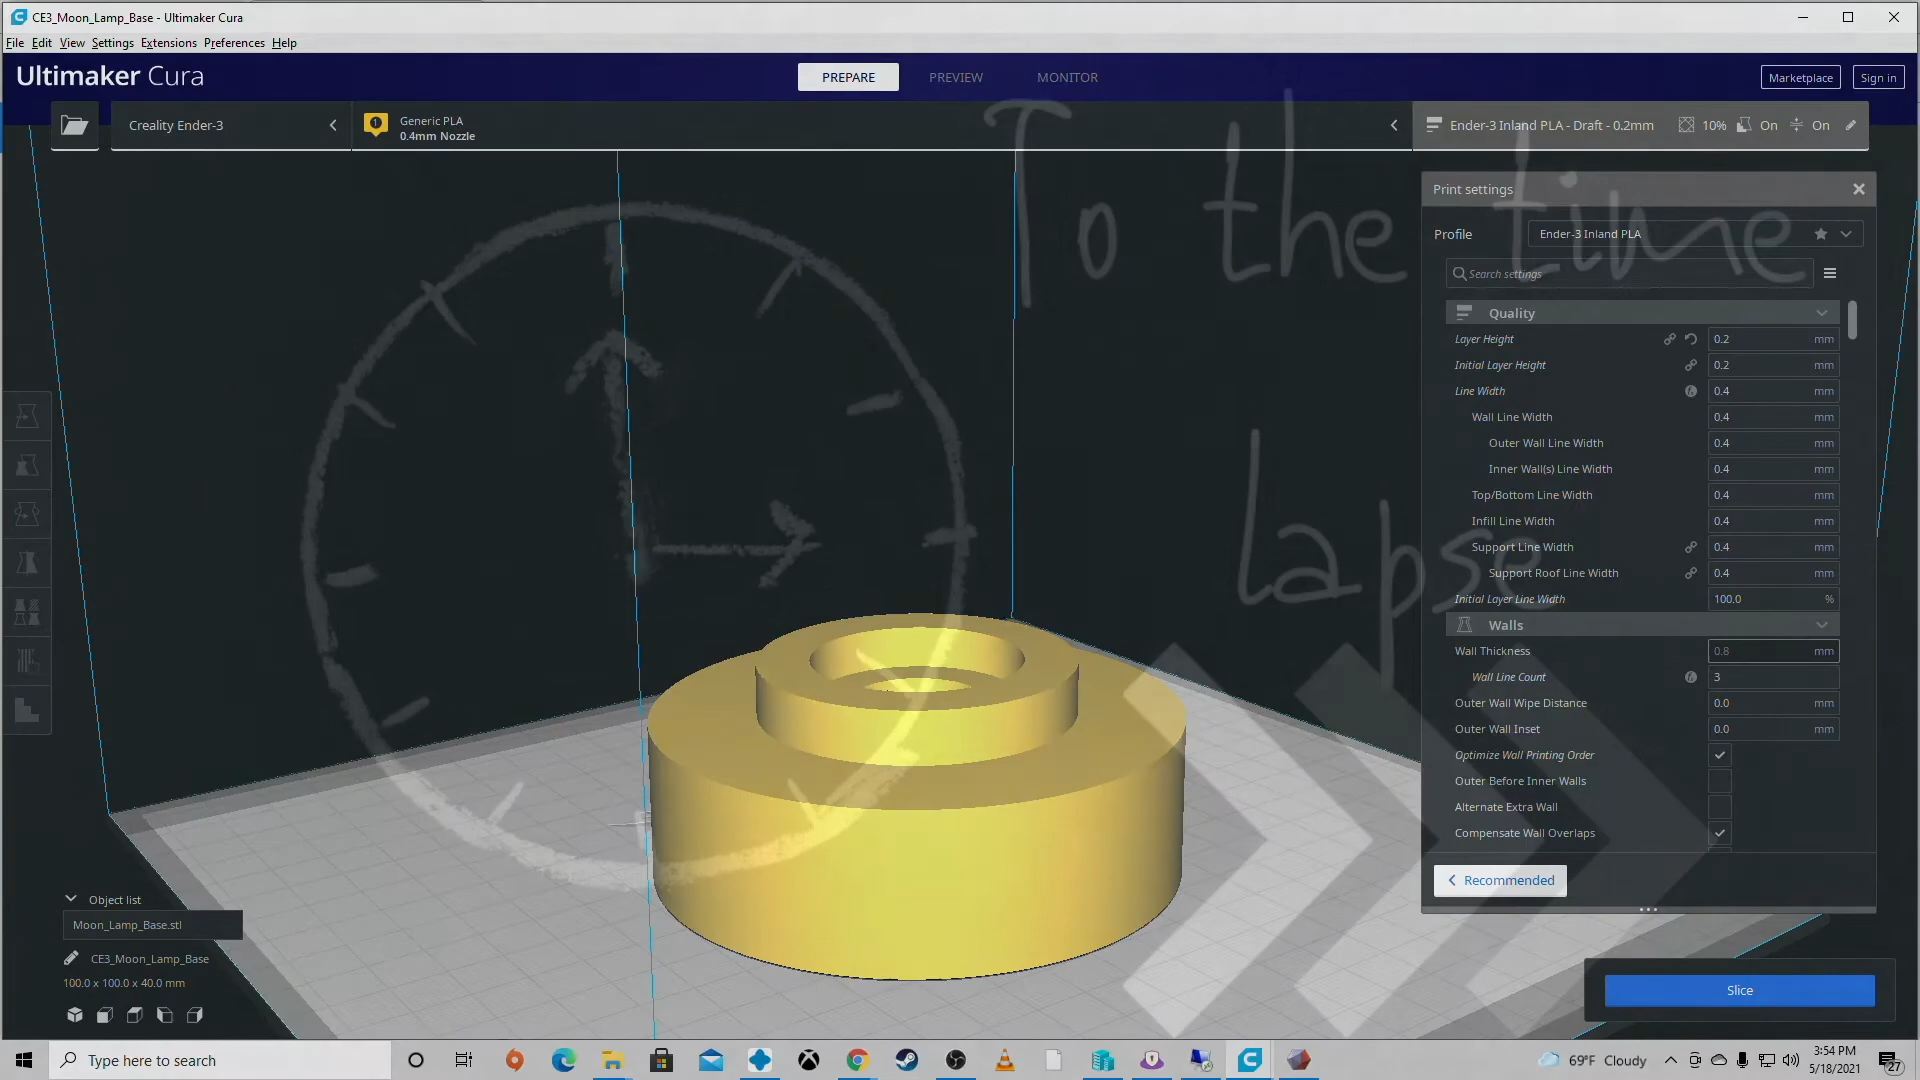 CE3_Moon_Lamp_Base - Ultimaker Cura
File Edit View Settings Extensions Preferences Help
Ultimaker Cura
PREPARE PREVIEW MONITOR
Marketplace Sign in
Creality Ender-3
1 Generic PLA
0.4mm Nozzle
Ender-3 Inland PLA - Draft - 0.2mm 10% On On
To the time
lapse
Print settings
Profile Ender-3 Inland PLA
Search settings
Quality
Layer Height 0.2 mm
Initial Layer Height 0.2 mm
Line Width 0.4 mm
Wall Line Width 0.4 mm
Outer Wall Line Width 0.4 mm
Inner Wall(s) Line Width 0.4 mm
Top/Bottom Line Width 0.4 mm
Infill Line Width 0.4 mm
Support Line Width 0.4 mm
Support Roof Line Width 0.4 mm
Initial Layer Line Width 100.0 %
Walls
Wall Thickness 0.8 mm
Wall Line Count 3
Outer Wall Wipe Distance 0.0 mm
Outer Wall Inset 0.0 mm
Optimize Wall Printing Order
Outer Before Inner Walls
Alternate Extra Wall
Compensate Wall Overlaps
Recommended
Object list
Moon_Lamp_Base.stl
CE3_Moon_Lamp_Base
100.0 x 100.0 x 40.0 mm
Slice
Type here to search
69°F Cloudy
3:54 PM
5/18/2021
27